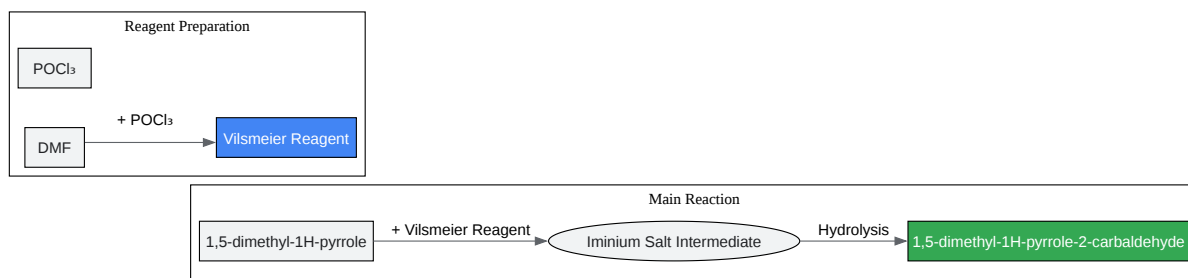 Reagent Preparation
POCl₃
+ POCl₃
DMF
Vilsmeier Reagent
Main Reaction
1,5-dimethyl-1H-pyrrole
+ Vilsmeier Reagent
Iminium Salt Intermediate
Hydrolysis
1,5-dimethyl-1H-pyrrole-2-carbaldehyde